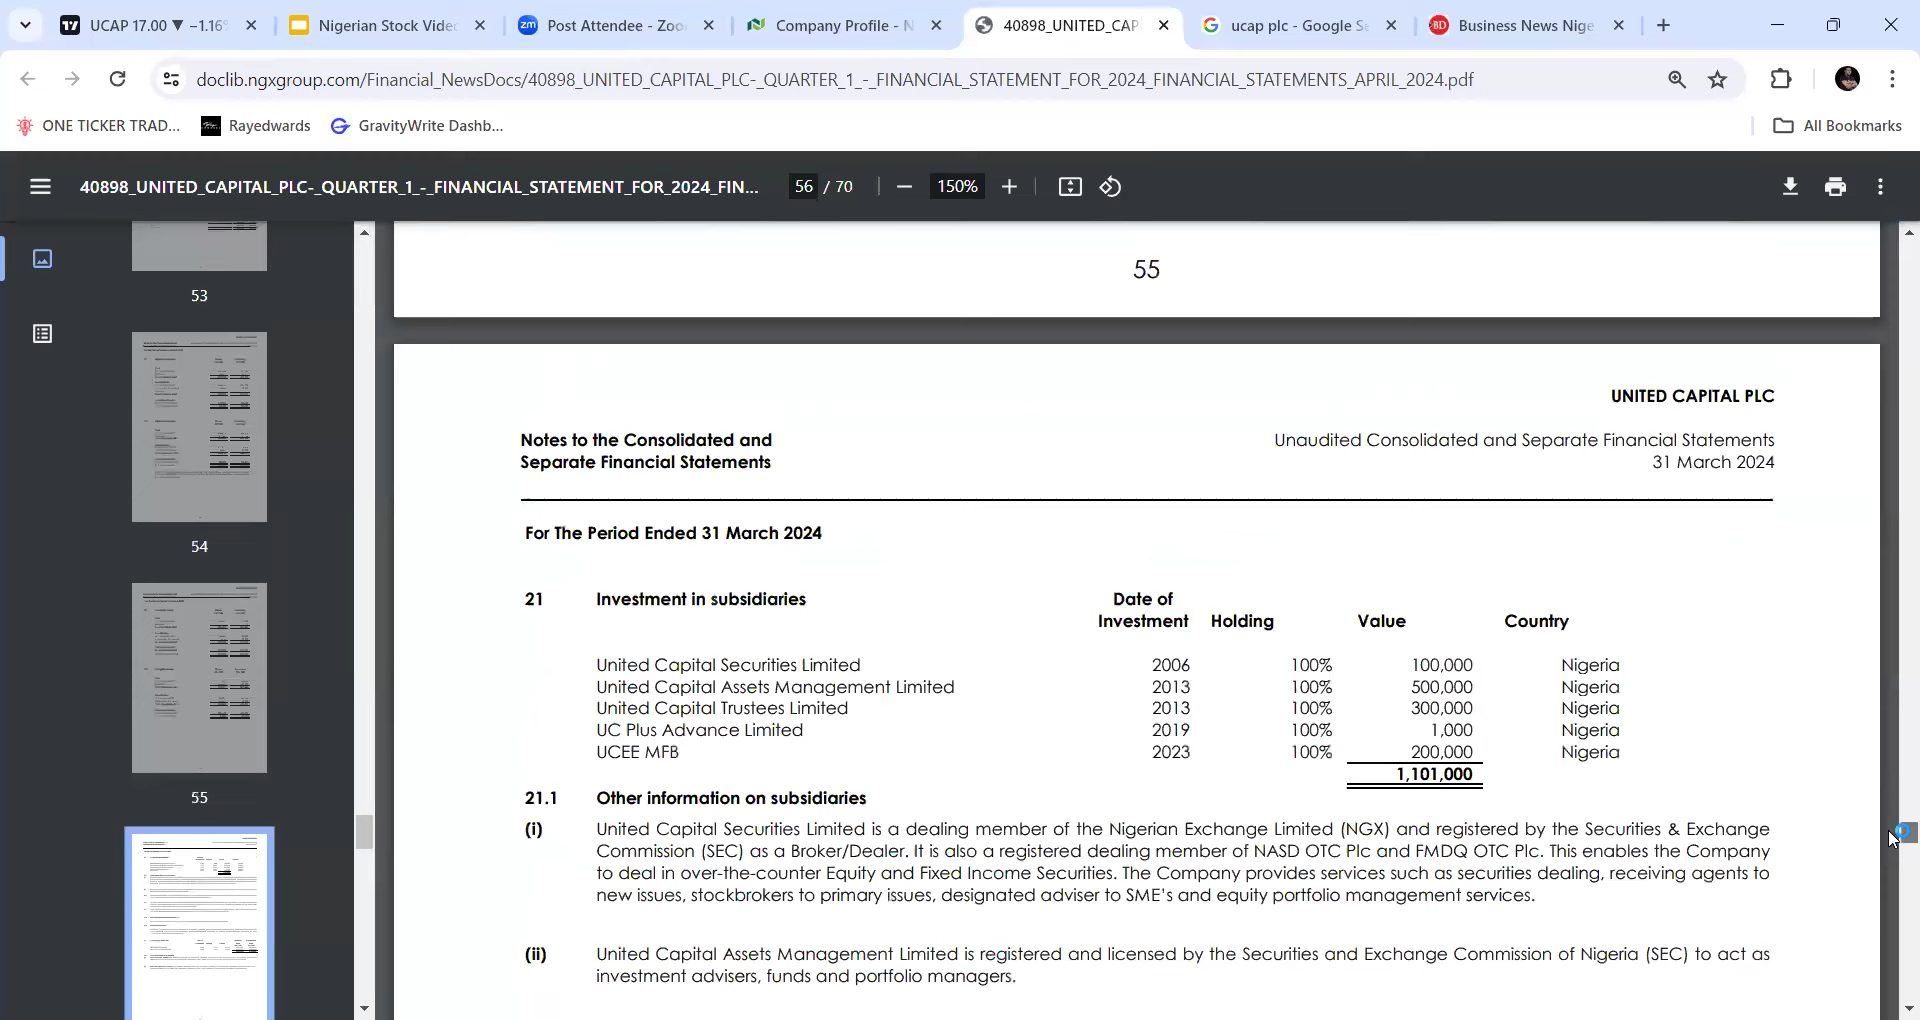 UCAP 17.00 ▼ −1.16
Nigerian Stock Vide
Post Attendee - Zoo
Company Profile - N
40898_UNITED_CAP
ucap plc - Google Se
Business News Nige
doclib.ngxgroup.com/Financial_NewsDocs/40898_UNITED_CAPITAL_PLC-_QUARTER_1_-_FINANCIAL_STATEMENT_FOR_2024_FINANCIAL_STATEMENTS_APRIL_2024.pdf
ONE TICKER TRAD...
Rayedwards
GravityWrite Dashb...
All Bookmarks
40898_UNITED_CAPITAL_PLC-_QUARTER_1_-_FINANCIAL_STATEMENT_FOR_2024_FIN...
56 / 70
150%
53
54
55
55
UNITED CAPITAL PLC
Notes to the Consolidated and Unaudited Consolidated and Separate Financial Statements
Separate Financial Statements 31 March 2024
For The Period Ended 31 March 2024
21 Investment in subsidiaries Date of
Investment Holding Value Country
United Capital Securities Limited 2006 100% 100,000 Nigeria
United Capital Assets Management Limited 2013 100% 500,000 Nigeria
United Capital Trustees Limited 2013 100% 300,000 Nigeria
UC Plus Advance Limited 2019 100% 1,000 Nigeria
UCEE MFB 2023 100% 200,000 Nigeria
1,101,000
21.1 Other information on subsidiaries
(i) United Capital Securities Limited is a dealing member of the Nigerian Exchange Limited (NGX) and registered by the Securities & Exchange
Commission (SEC) as a Broker/Dealer. It is also a registered dealing member of NASD OTC Plc and FMDQ OTC Plc. This enables the Company
to deal in over-the-counter Equity and Fixed Income Securities. The Company provides services such as securities dealing, receiving agents to
new issues, stockbrokers to primary issues, designated adviser to SME's and equity portfolio management services.
(ii) United Capital Assets Management Limited is registered and licensed by the Securities and Exchange Commission of Nigeria (SEC) to act as
investment advisers, funds and portfolio managers.